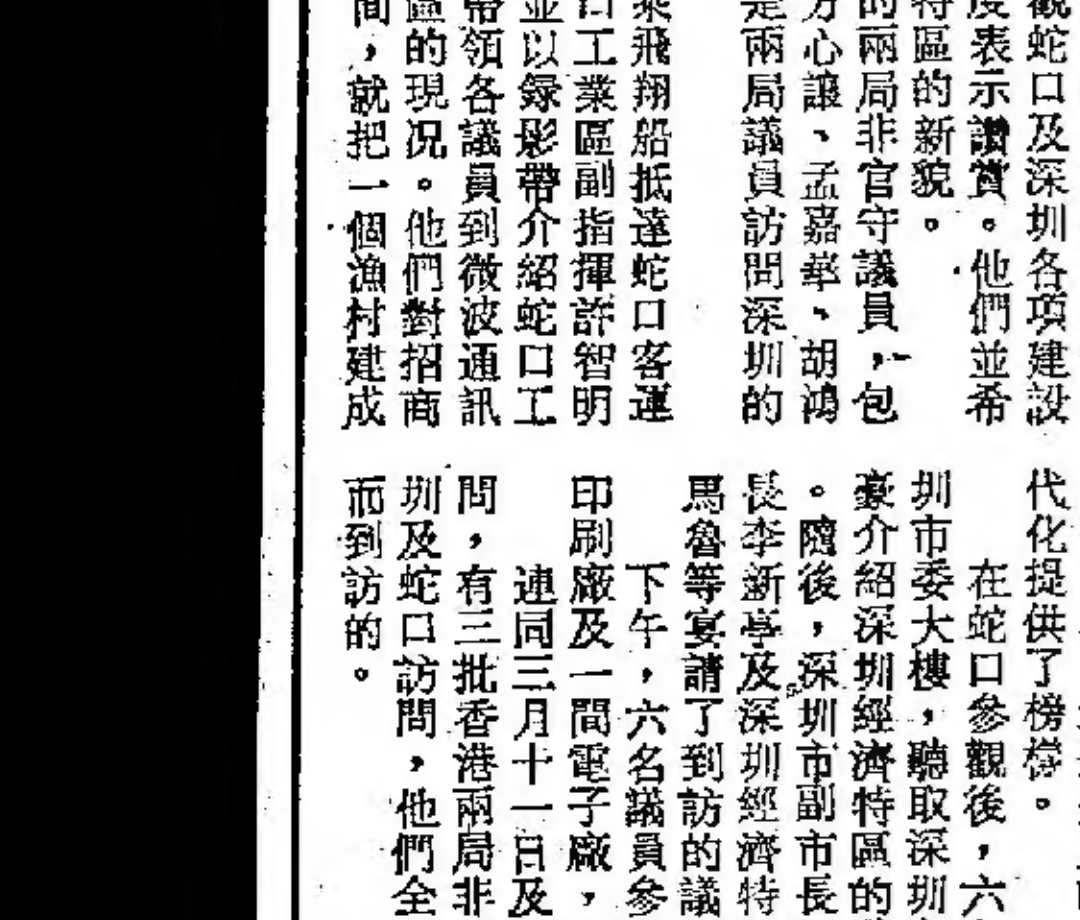 觀蛇口及深圳各項建設
度表示讚賞。他們並希
特區的新貌。
的兩局非官守議員，包
方心讓、孟嘉華、胡鴻
是兩局議員訪問深圳的
乘飛翔船抵達蛇口客運
口工業區副指揮許智明
並以録影帶介紹蛇口工
帶領各議員到微波通訊
區的現况。他們對招商
間，就把一個漁村建成
代化提供了榜樣。
在蛇口參觀後，六
圳市委大樓，聽取深圳
豪介紹深圳經濟特區的
。隨後，深圳市副市長
長李新亭及深圳經濟特
馬魯等宴請了到訪的議
下午，六名議員參
印刷廠及一間電子廠，
連同三月十一日及
問，有三批香港兩局非
圳及蛇口訪問，他們全
而到訪的。